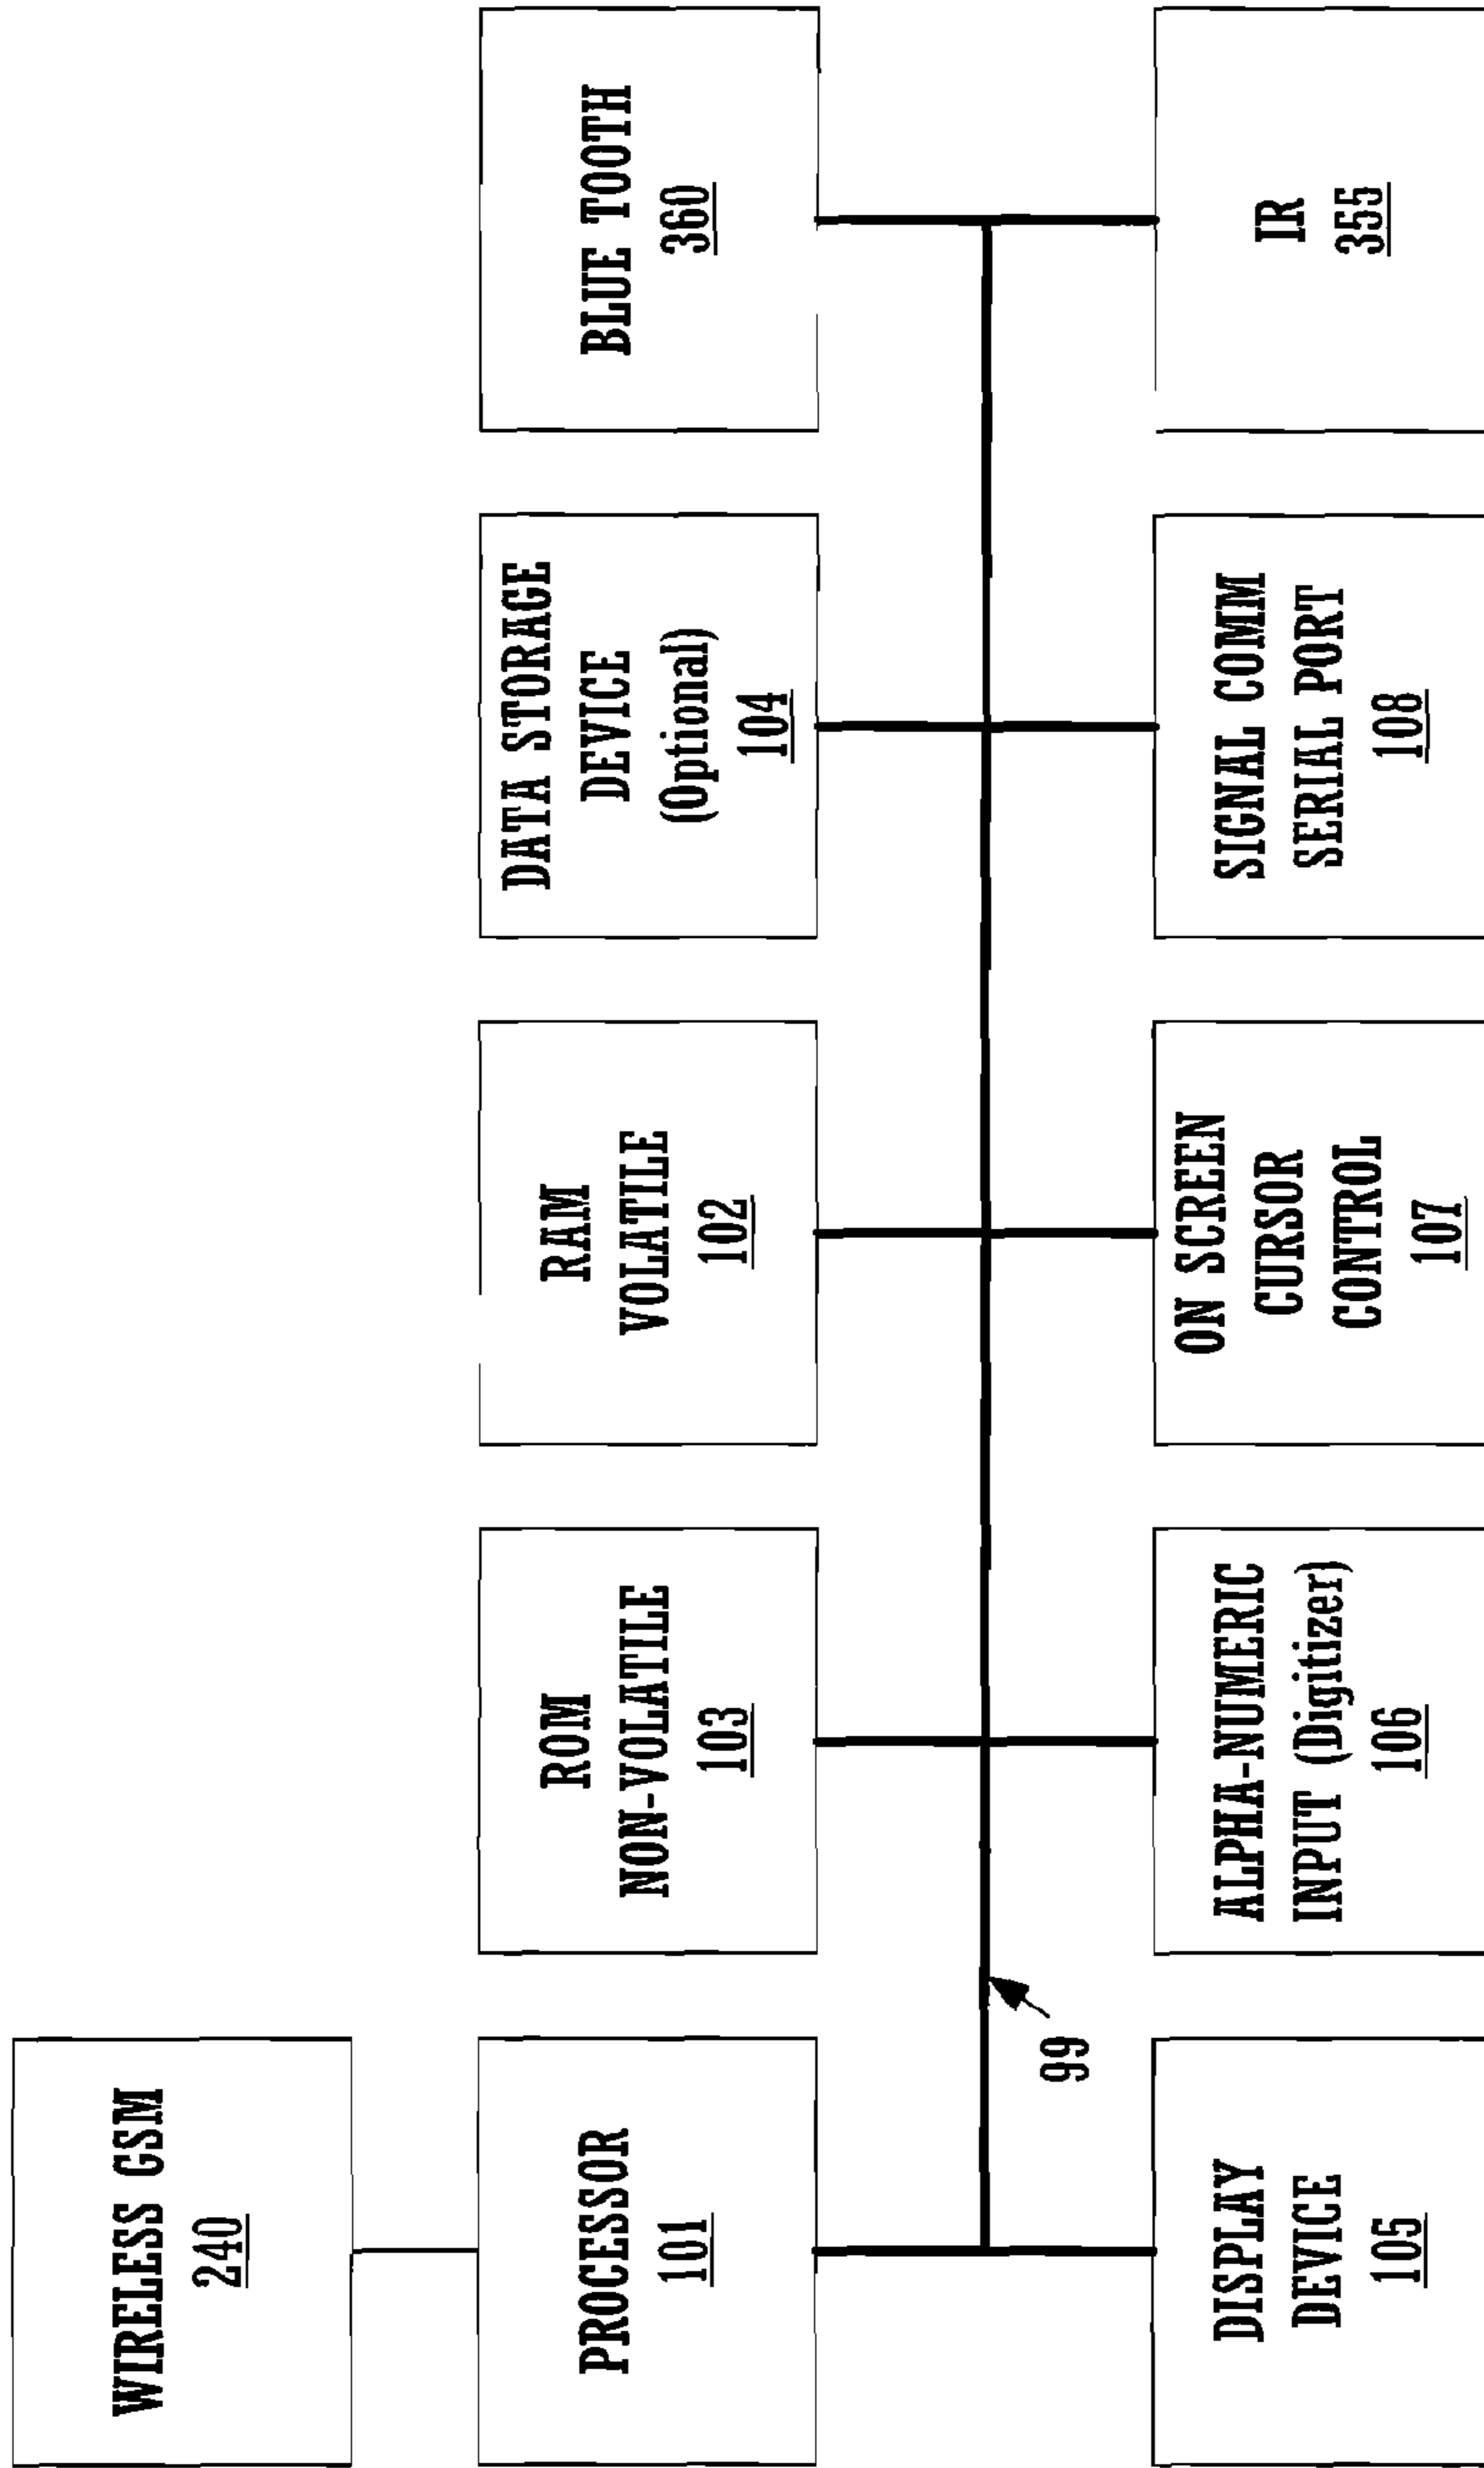 WIRELESS GSM
240
PROCESSOR
101
ROM
NON-VOLATILE
103
RAM
VOLATILE
102
DATA STORAGE
DEVICE
(Optional)
104
BLUE TOOTH
360
99
DISPLAY
DEVICE
105
ALPHA-NUMERIC
INPUT (Digitizer)
106
ON SCREEN
CURSOR
CONTROL
107
SIGNAL COMM
SERIAL PORT
108
IR
355